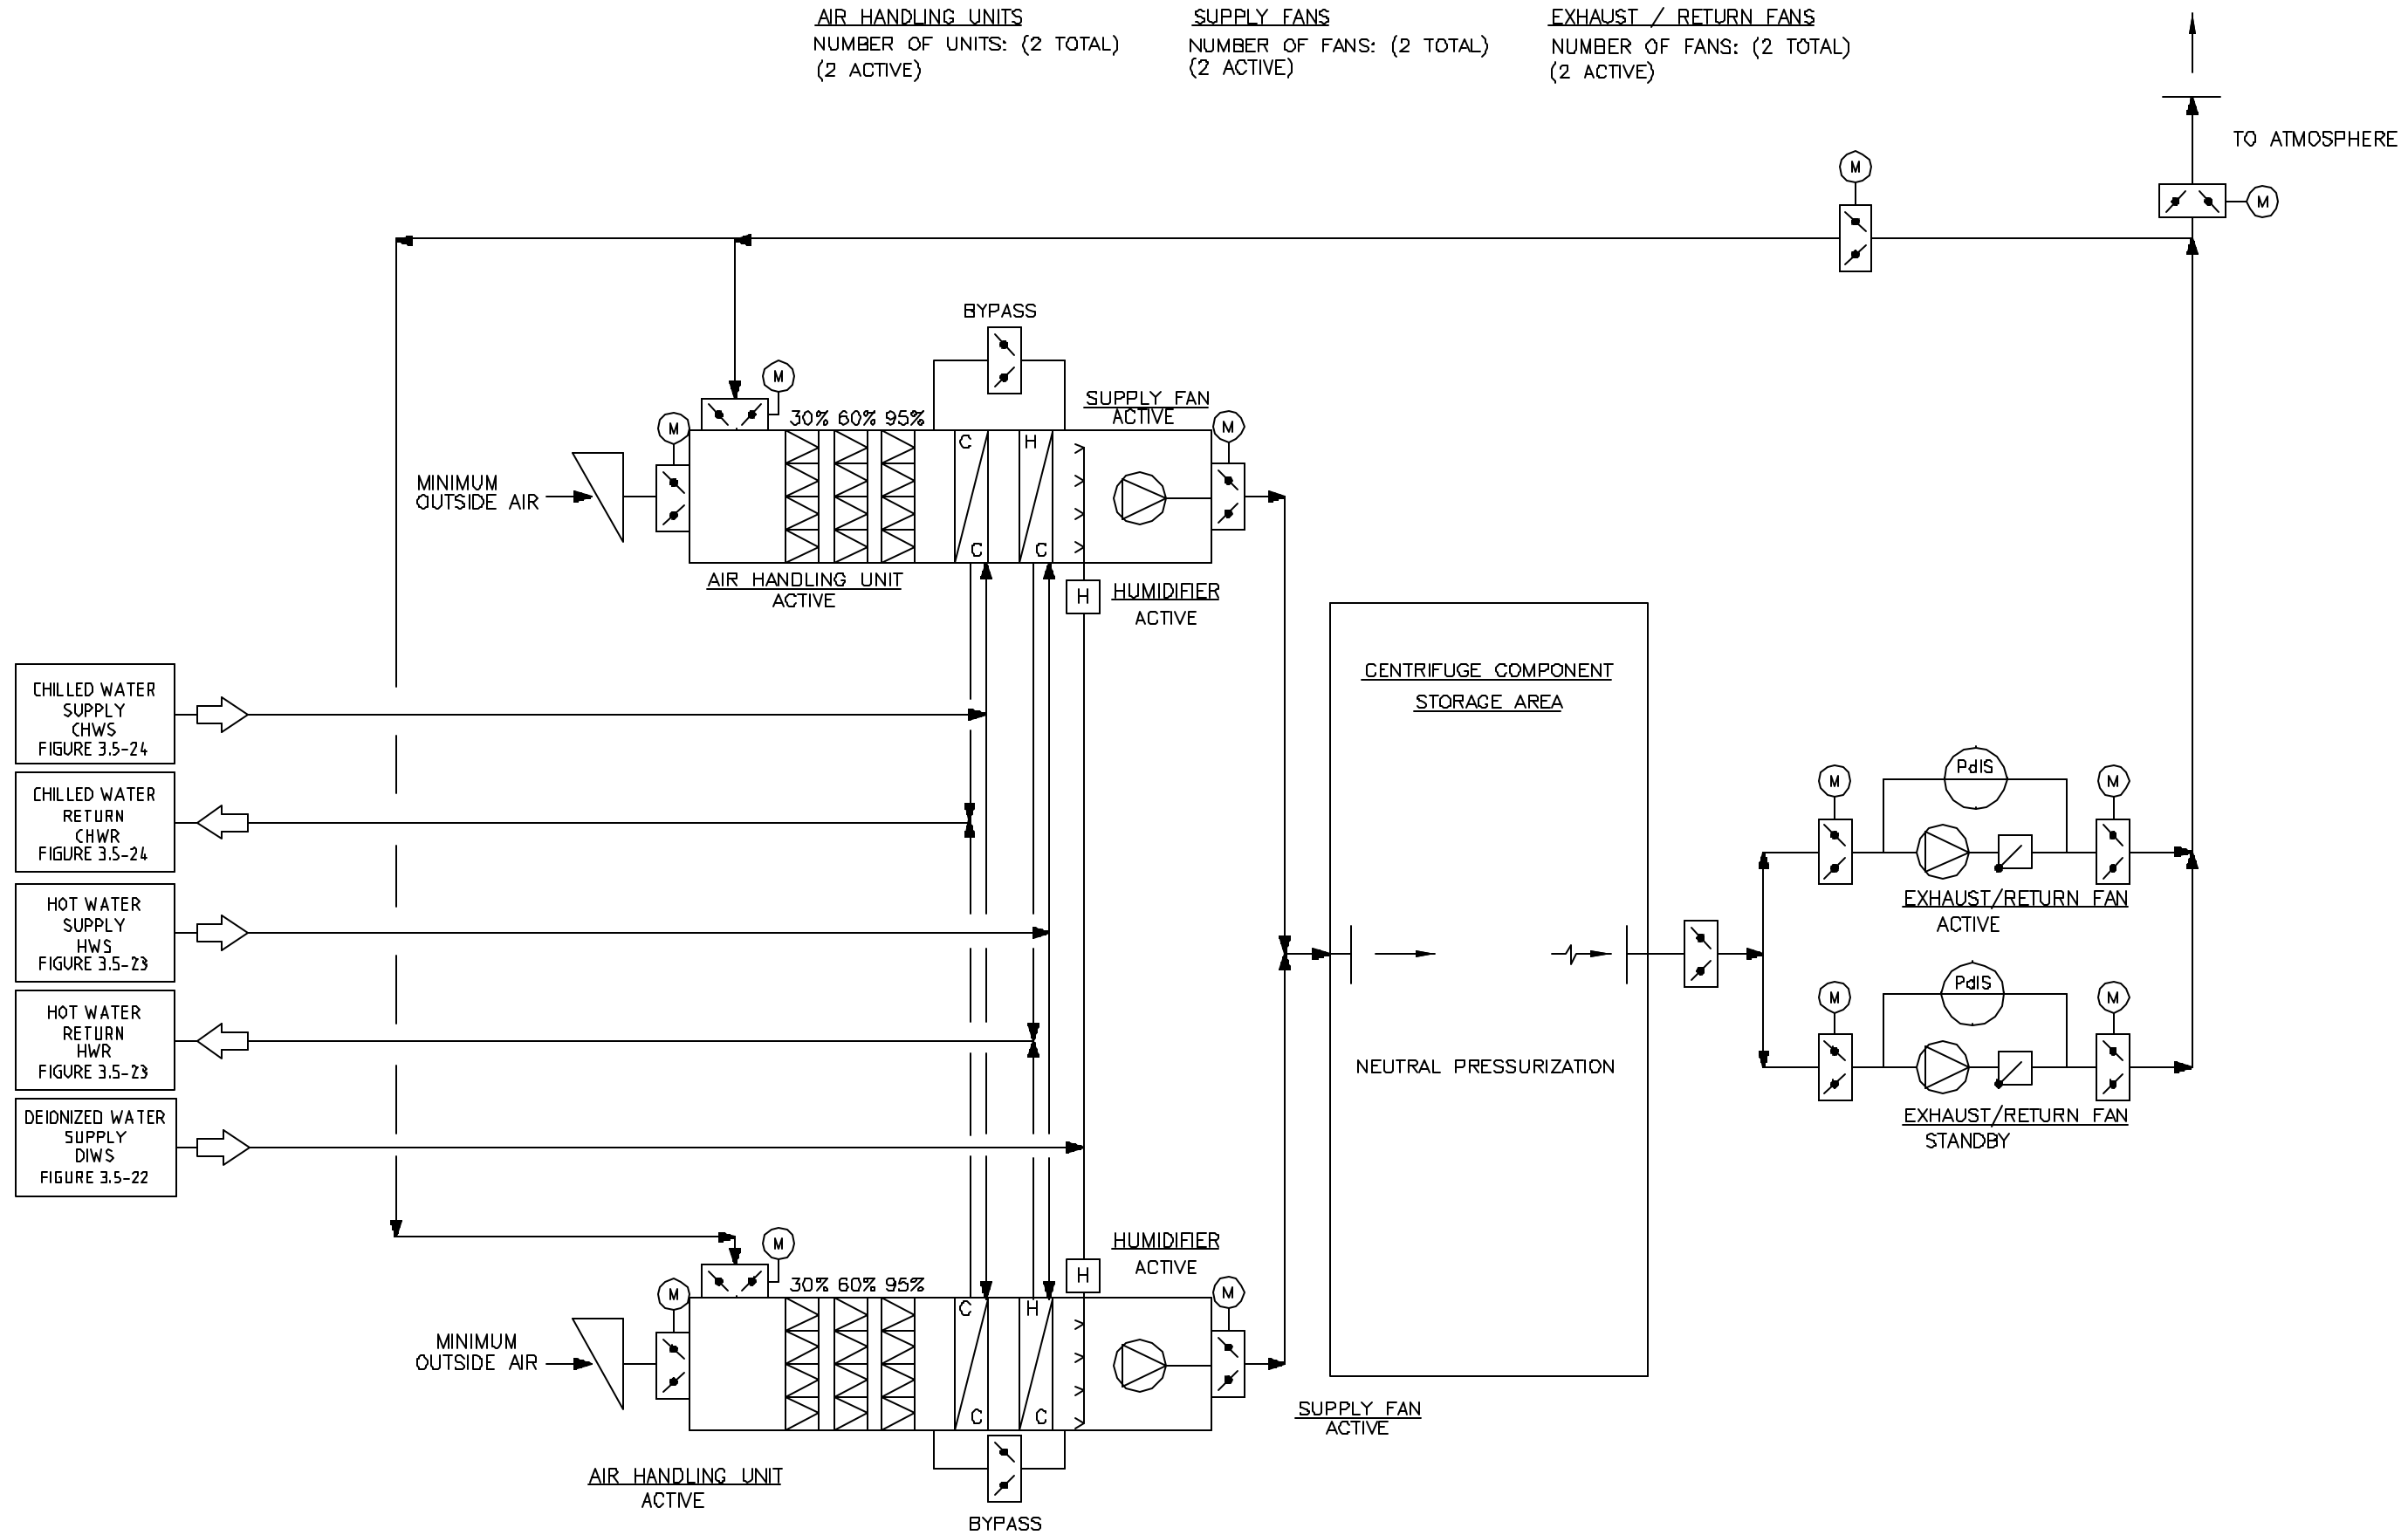 AIR HANDLING UNITS
NUMBER OF UNITS: (2 TOTAL)
(2 ACTIVE)
SUPPLY FANS
NUMBER OF FANS: (2 TOTAL)
(2 ACTIVE)
EXHAUST / RETURN FANS
NUMBER OF FANS: (2 TOTAL)
(2 ACTIVE)
TO ATMOSPHERE
M
M
BYPASS
M
M
30% 60% 95%
SUPPLY FAN
ACTIVE
M
C
H
MINIMUM
OUTSIDE AIR
C
C
AIR HANDLING UNIT
ACTIVE
H
HUMIDIFIER
ACTIVE
CHILLED WATER
SUPPLY
CHWS
FIGURE 3.5-24
CHILLED WATER
RETURN
CHWR
FIGURE 3.5-24
HOT WATER
SUPPLY
HWS
FIGURE 3.5-23
HOT WATER
RETURN
HWR
FIGURE 3.5-23
DEIONIZED WATER
SUPPLY
DIWS
FIGURE 3.5-22
CENTRIFUGE COMPONENT
STORAGE AREA
NEUTRAL PRESSURIZATION
M
PdIS
M
EXHAUST/RETURN FAN
ACTIVE
M
PdIS
M
EXHAUST/RETURN FAN
STANDBY
HUMIDIFIER
ACTIVE
H
M
M
30% 60% 95%
M
C
H
MINIMUM
OUTSIDE AIR
C
C
SUPPLY FAN
ACTIVE
AIR HANDLING UNIT
ACTIVE
BYPASS